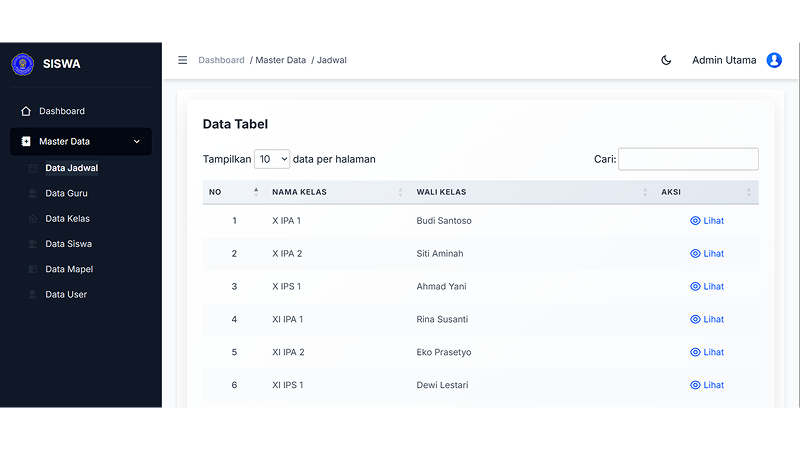 SISWA
Dashboard / Master Data / Jadwal
Admin Utama
Dashboard
Master Data
Data Jadwal
Data Guru
Data Kelas
Data Siswa
Data Mapel
Data User
Data Tabel
Tampilkan 10 data per halaman
Cari:
NO NAMA KELAS WALI KELAS AKSI
1 X IPA 1 Budi Santoso Lihat
2 X IPA 2 Siti Aminah Lihat
3 X IPS 1 Ahmad Yani Lihat
4 XI IPA 1 Rina Susanti Lihat
5 XI IPA 2 Eko Prasetyo Lihat
6 XI IPS 1 Dewi Lestari Lihat